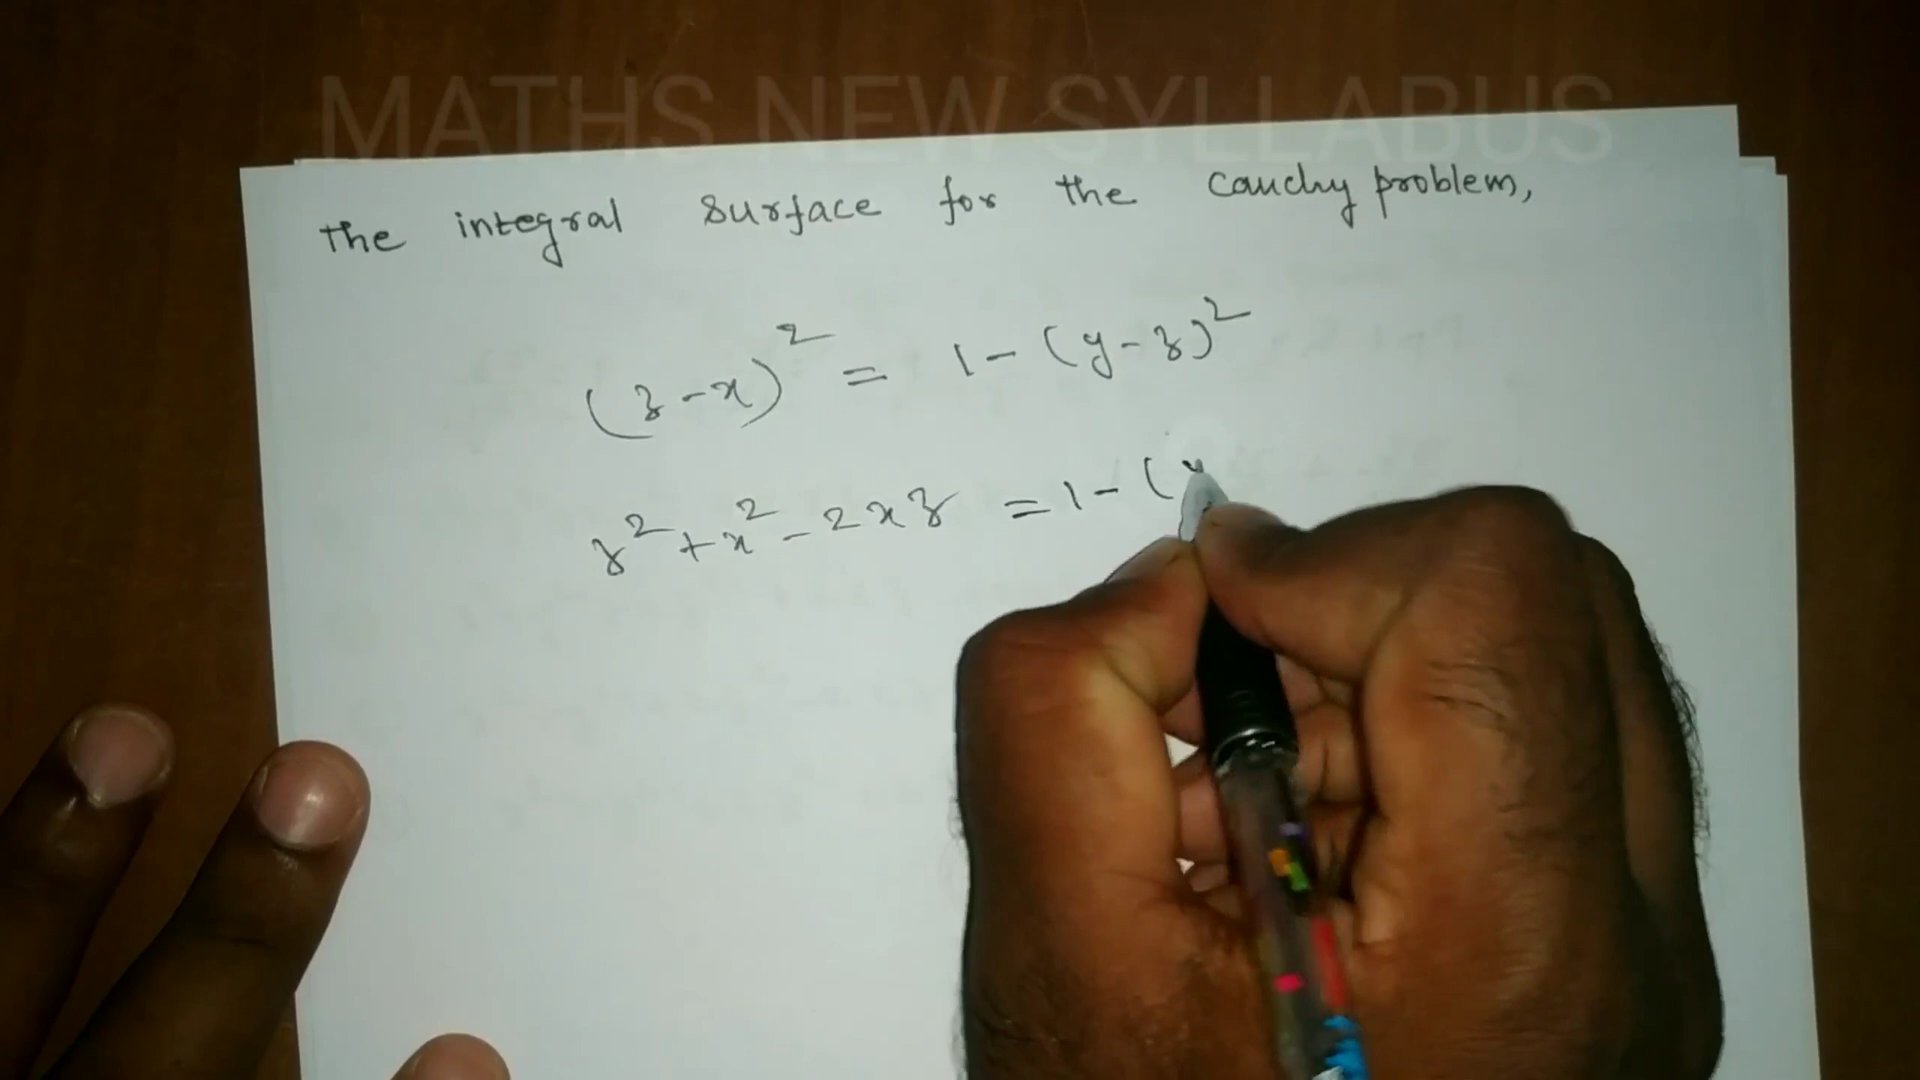 MATHS NEW SYLLABUS
The integral surface for the cauchy problem,
(z-x)² = 1-(y-z)²
z²+x²-2xz = 1-(y